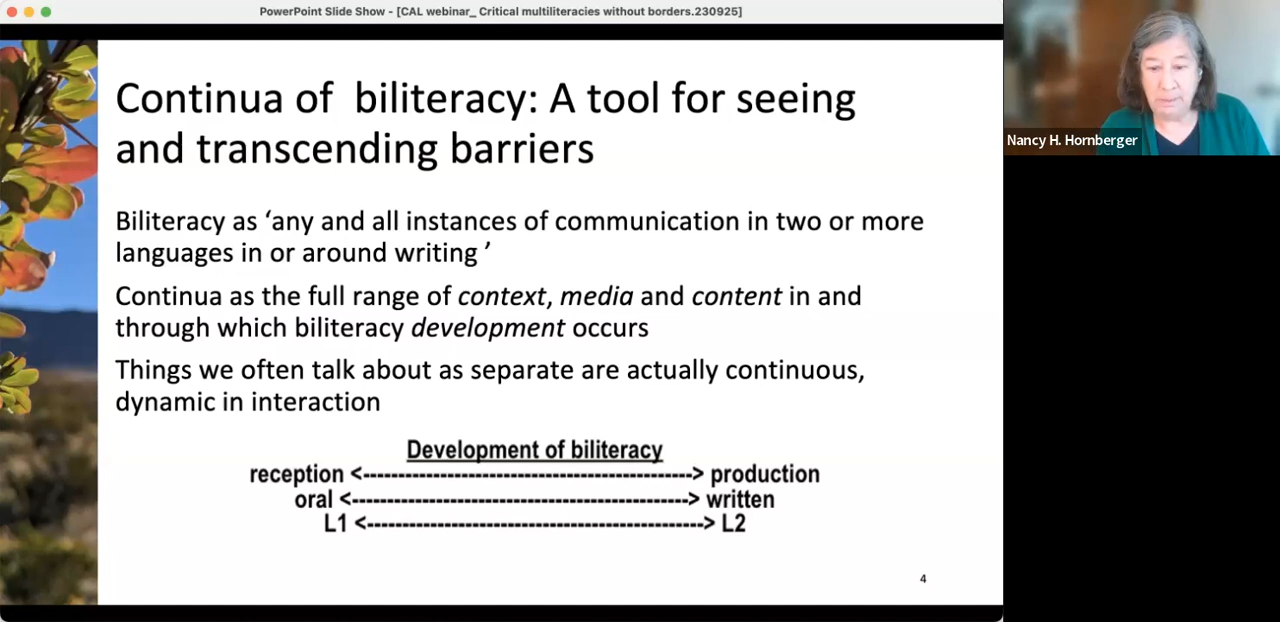 PowerPoint Slide Show - [CAL webinar_ Critical multiliteracies without borders.230925]
Continua of  biliteracy: A tool for seeing
and transcending barriers
Biliteracy as ‘any and all instances of communication in two or more
languages in or around writing ’
Continua as the full range of context, media and content in and
through which biliteracy development occurs
Things we often talk about as separate are actually continuous,
dynamic in interaction
Development of biliteracy
reception <-------------------------------------------------------> production
oral <---------------------------------------------------------> written
L1 <--------------------------------------------------------> L2
4
Nancy H. Hornberger